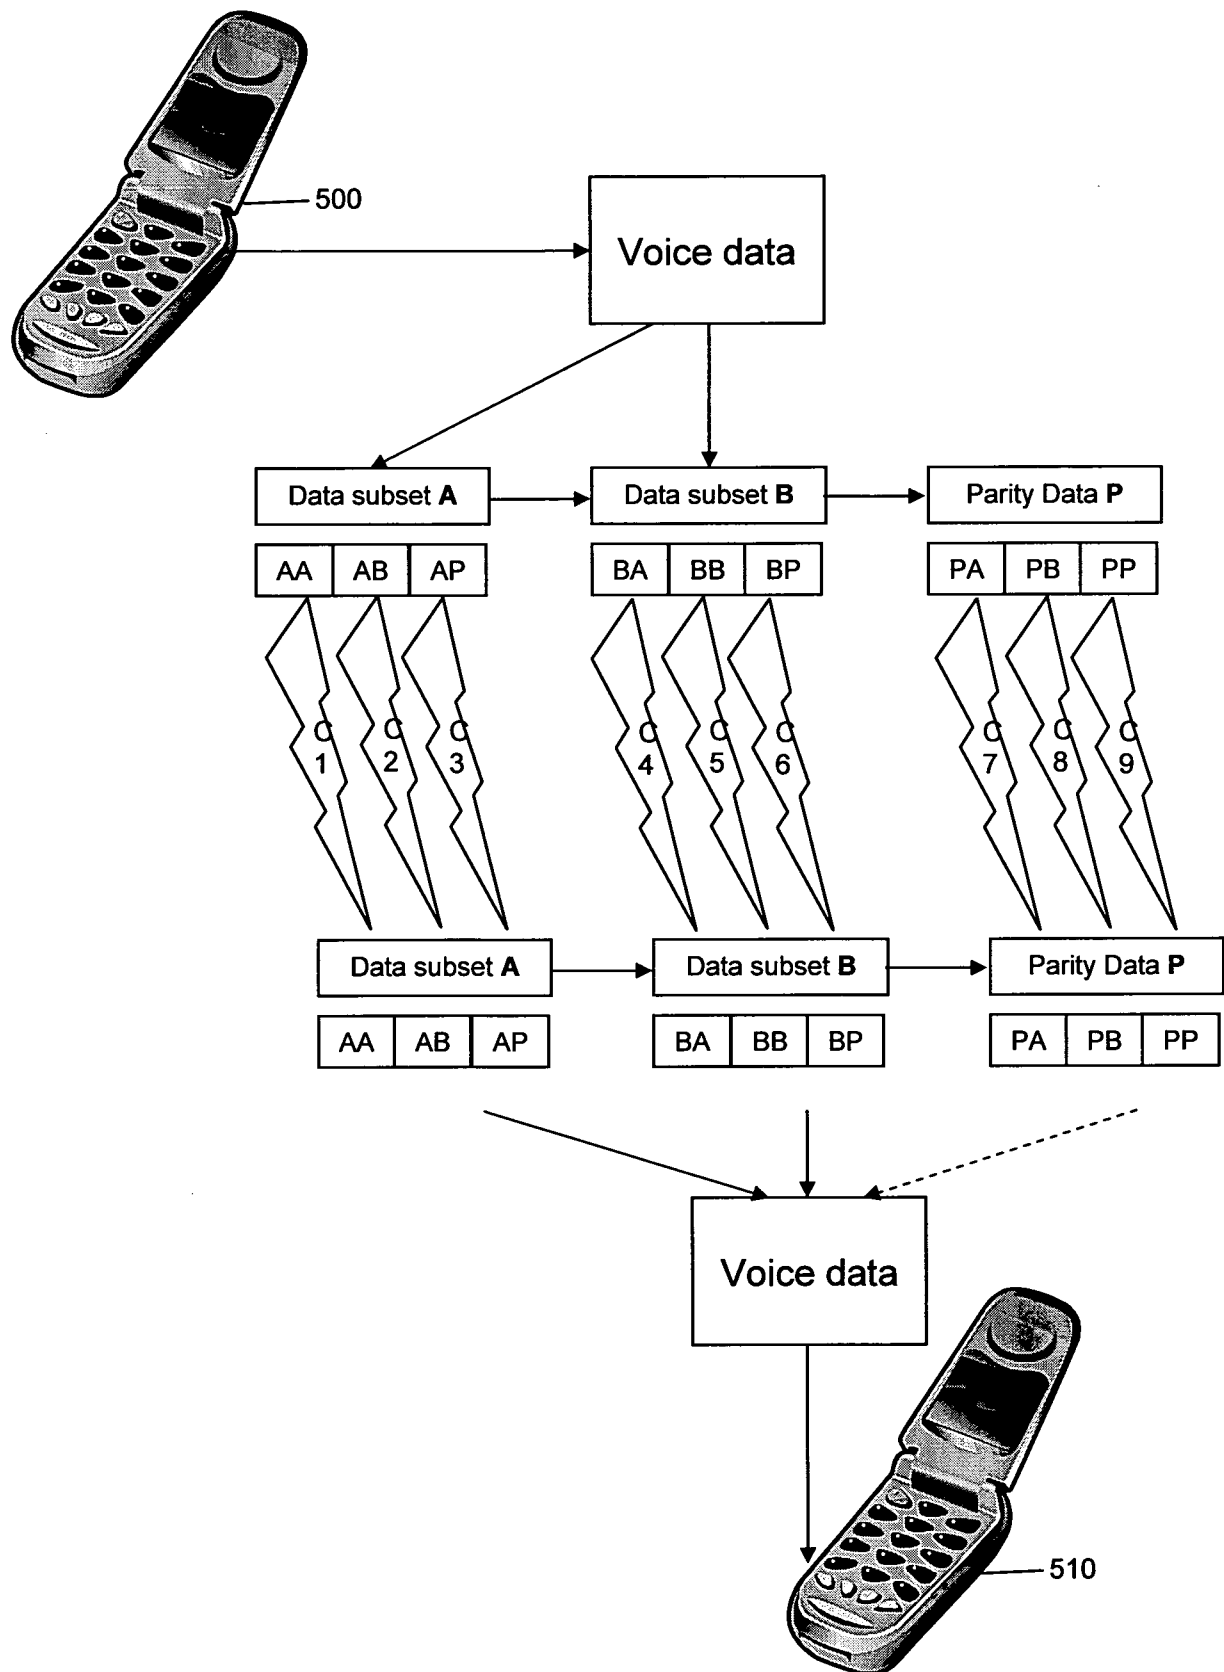 500
Voice data
Data subset A
Data subset B
Parity Data P
AA AB AP
BA BB BP
PA PB PP
C C C C C C C C C
1 2 3 4 5 6 7 8 9
Data subset A
Data subset B
Parity Data P
AA AB AP
BA BB BP
PA PB PP
Voice data
510